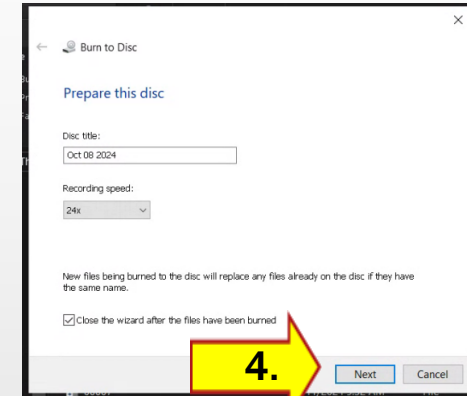 Burn to Disc
Prepare this disc
Disc title:
Oct 08 2024
Recording speed:
24x
New files being burned to the disc will replace any files already on the disc if they have
the same name.
Close the wizard after the files have been burned
4.
Next Cancel